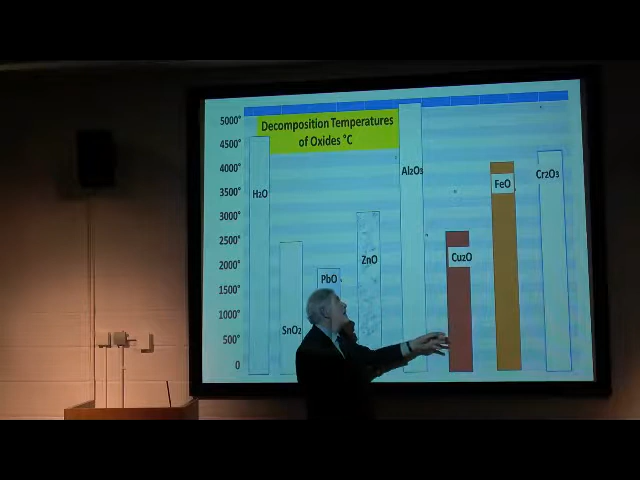 Decomposition Temperatures
of Oxides °C
5000°
4500°
4000°
3500°
3000°
2500°
2000°
1500°
1000°
500°
0
H2O
SnO2
PbO
ZnO
Al2O3
Cu2O
FeO
Cr2O3